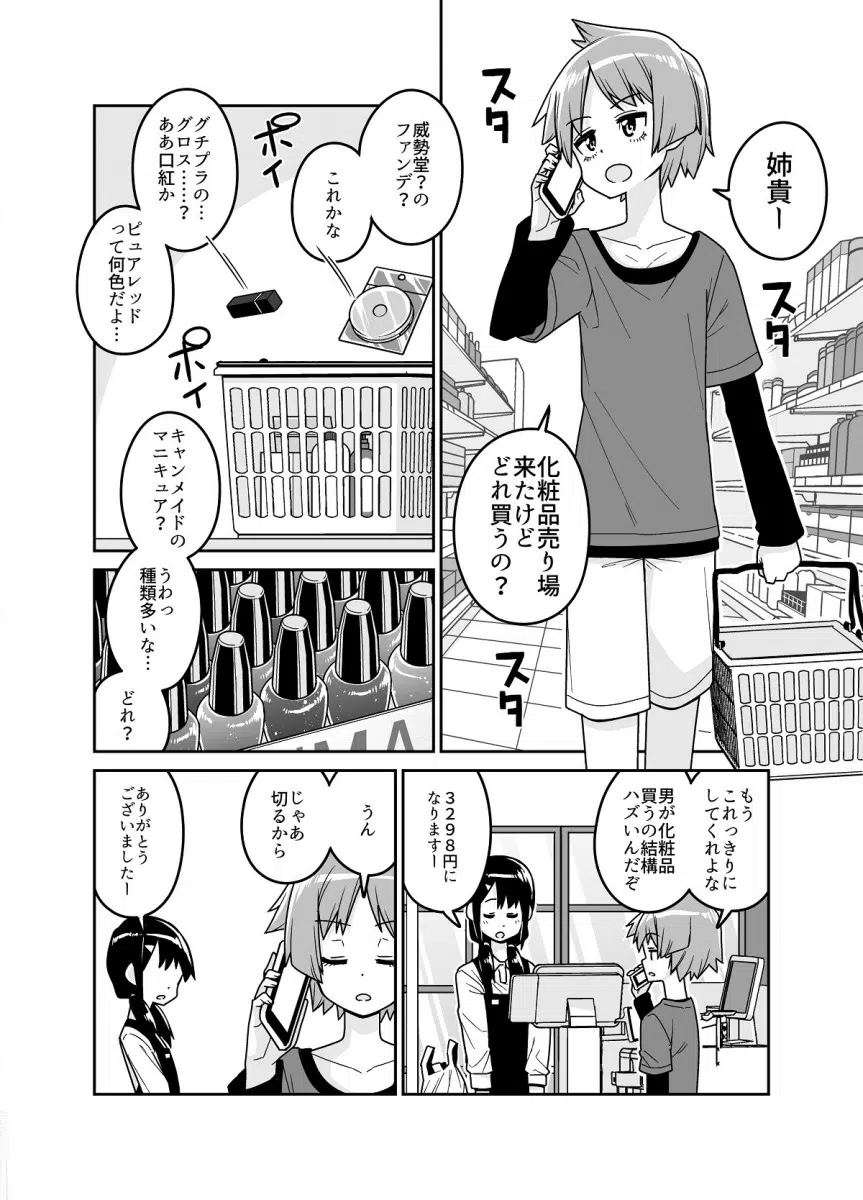 姉貴ー
スタ
スタ
化粧品売り場
来たけど
どれ買うの？
スタ
威勢堂？の
ファンデ？
これかな
ポイ
グチプラの…
グロス……？
ああ口紅か
ピュアレッド
って何色だよ…
ポイ
キャンメイドの
マニキュア？
うわっ
種類多いな…
どれ？
もう
これっきりに
してくれよな
男が化粧品
買うの結構
ハズいんだぞ
3298円に
なりますー
うん
じゃあ
切るから
ありがとう
ございましたー